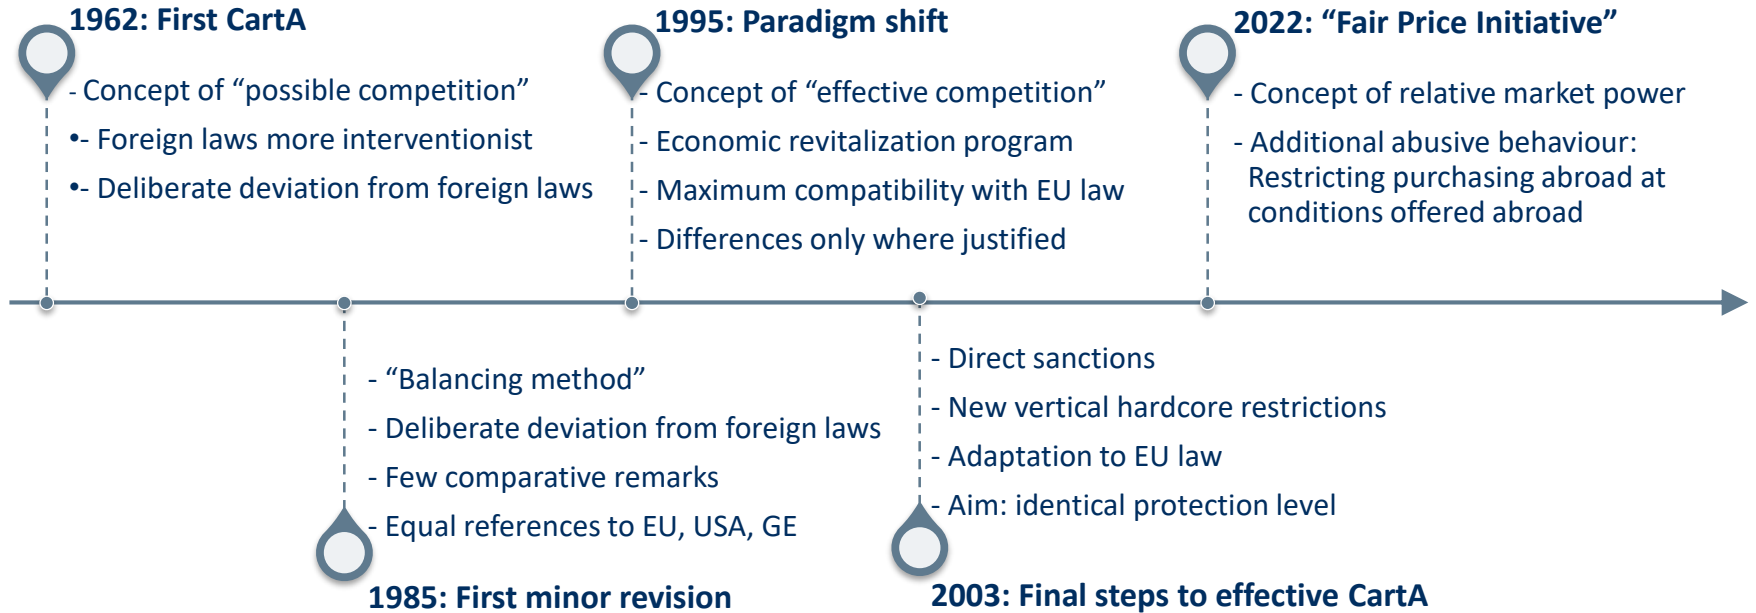 1962: First CartA
- Concept of “possible competition”
•- Foreign laws more interventionist
•- Deliberate deviation from foreign laws
1995: Paradigm shift
- Concept of “effective competition”
- Economic revitalization program
- Maximum compatibility with EU law
- Differences only where justified
2022: “Fair Price Initiative”
- Concept of relative market power
- Additional abusive behaviour:
Restricting purchasing abroad at
conditions offered abroad
- “Balancing method”
- Deliberate deviation from foreign laws
- Few comparative remarks
- Equal references to EU, USA, GE
1985: First minor revision
- Direct sanctions
- New vertical hardcore restrictions
- Adaptation to EU law
- Aim: identical protection level
2003: Final steps to effective CartA